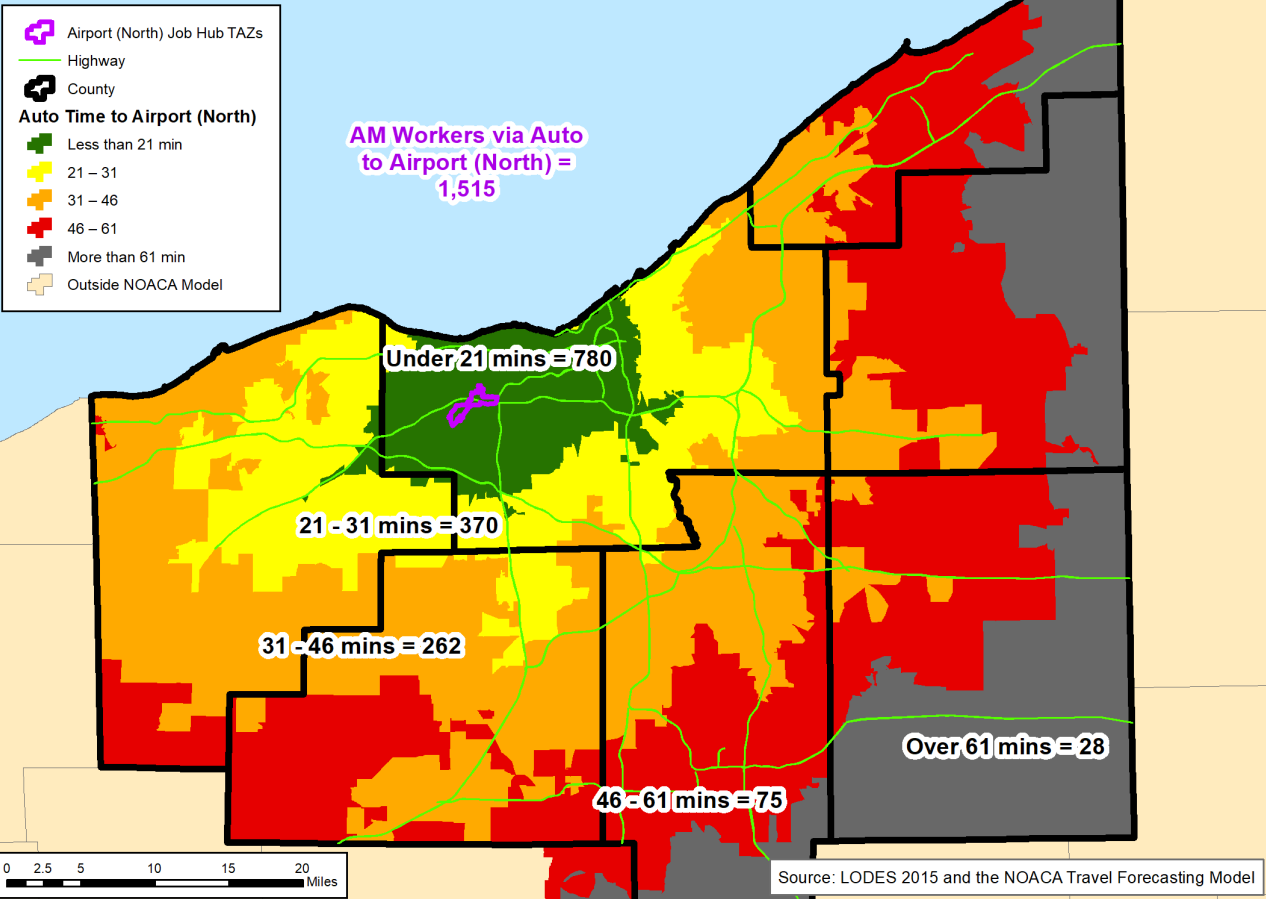 Airport (North) Job Hub TAZs
Highway
County
Auto Time to Airport (North)
Less than 21 min
21 – 31
31 – 46
46 – 61
More than 61 min
Outside NOACA Model
AM Workers via Auto
to Airport (North) =
1,515
Under 21 mins = 780
21 - 31 mins = 370
31 - 46 mins = 262
Over 61 mins = 28
46 - 61 mins = 75
0 2.5 5 10 15 20
Miles
Source: LODES 2015 and the NOACA Travel Forecasting Model